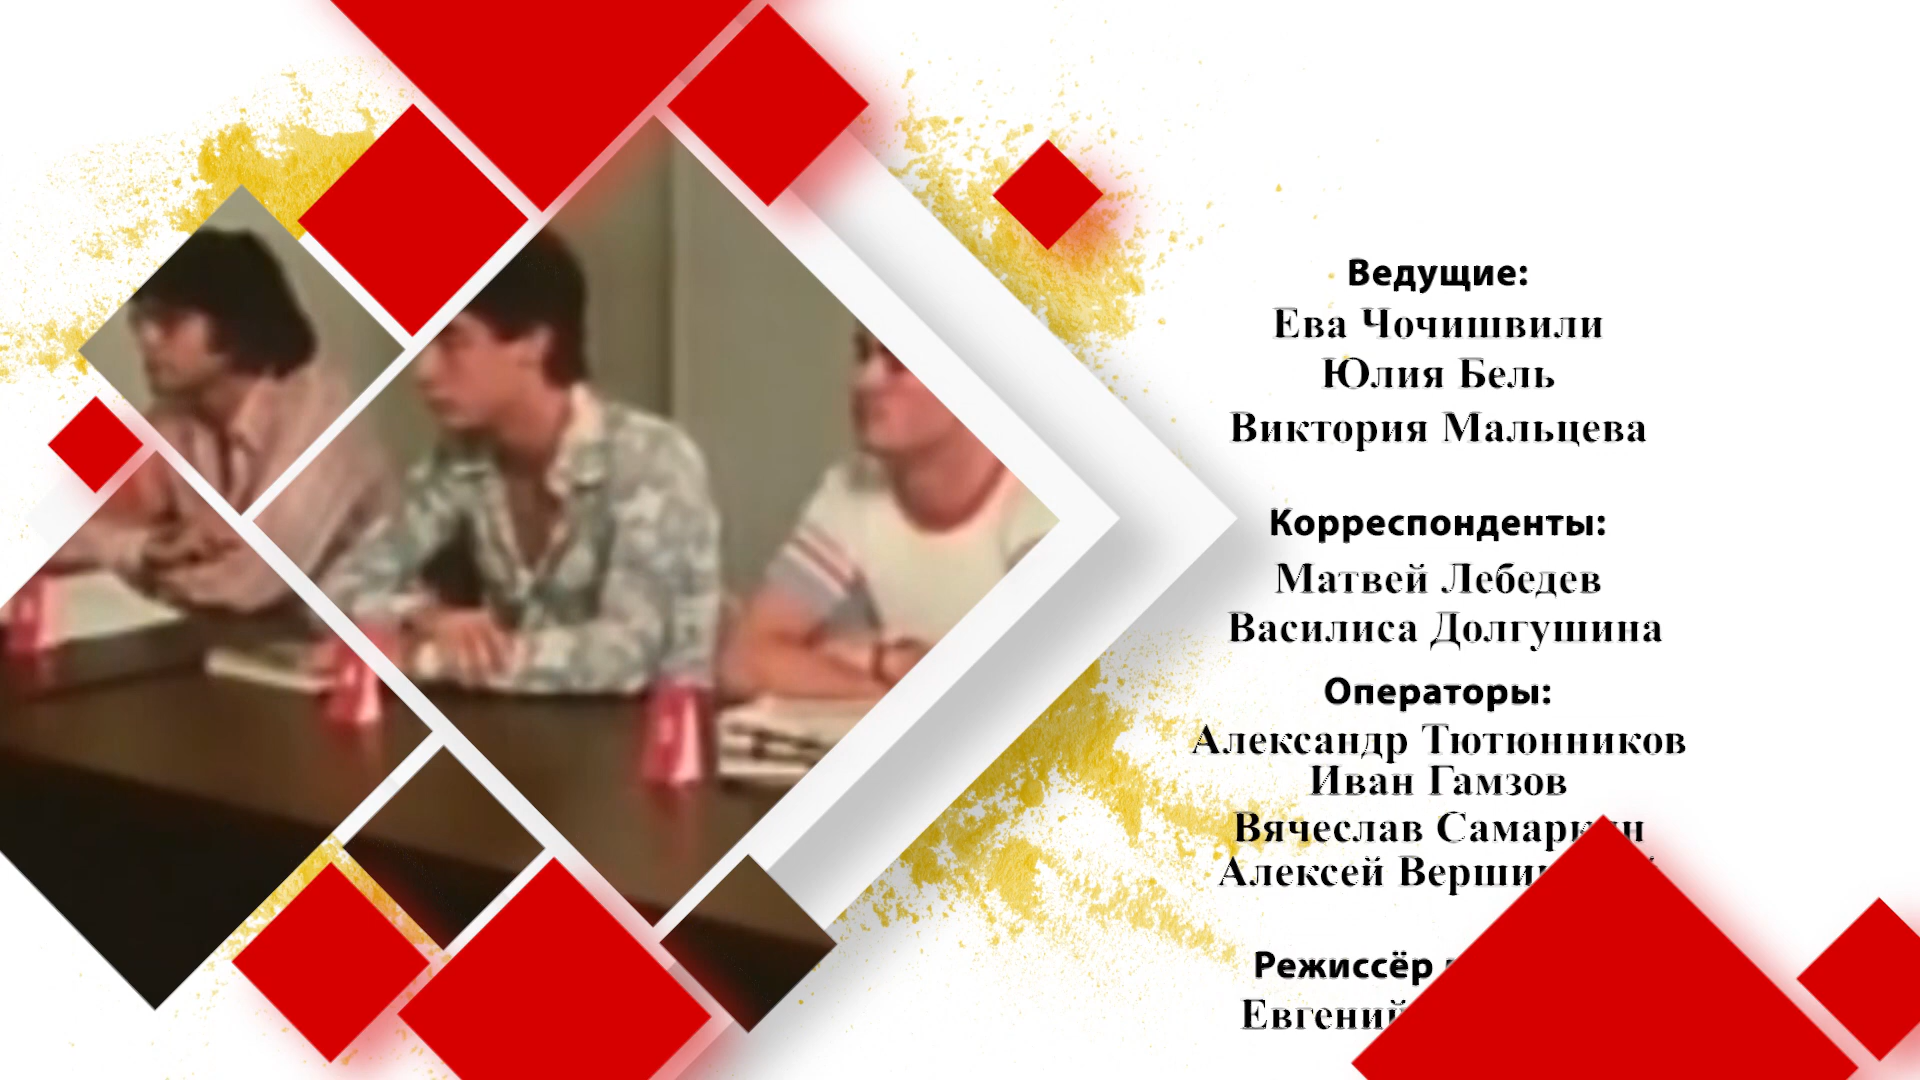 Ведущие:
Ева Чочишвили
Юлия Бель
Виктория Мальцева
Корреспонденты:
Матвей Лебедев
Василиса Долгушина
Операторы:
Александр Тютюнников
Иван Гамзов
Вячеслав
Алексей
Режиссёр
Евгений